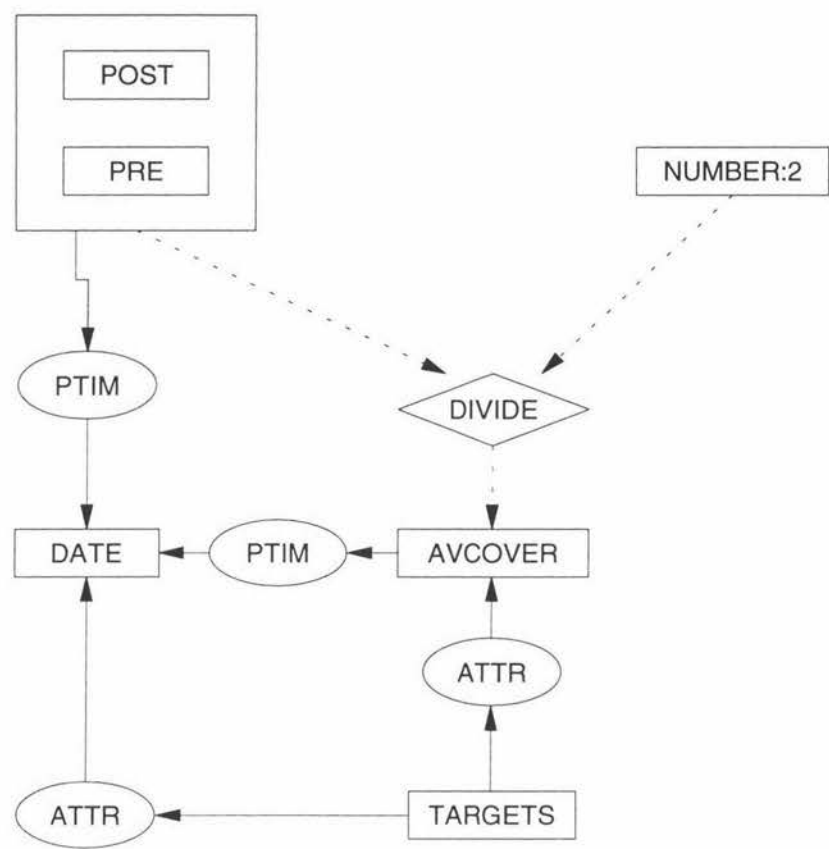 POST
PRE
NUMBER:2
PTIM
DIVIDE
DATE
PTIM
AVCOVER
ATTR
ATTR
TARGETS